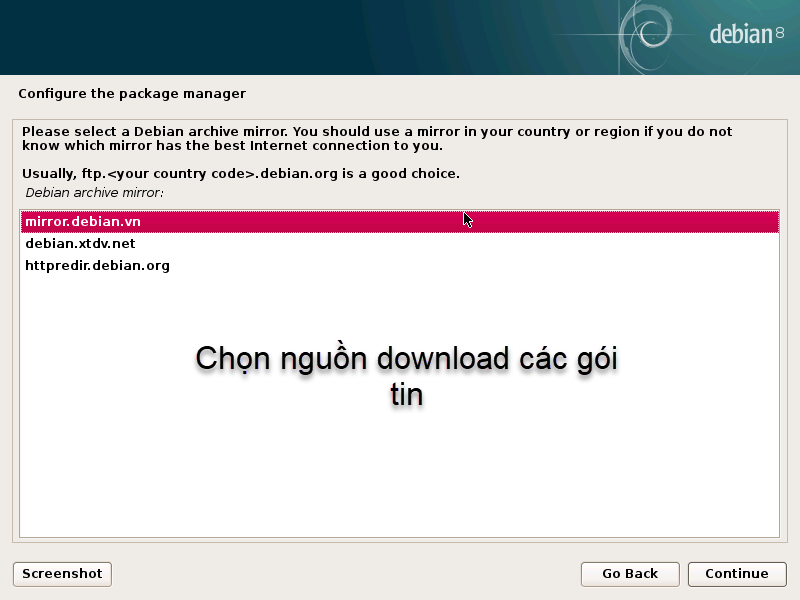 debian 8
Configure the package manager
Please select a Debian archive mirror. You should use a mirror in your country or region if you do not
know which mirror has the best Internet connection to you.
Usually, ftp.<your country code>.debian.org is a good choice.
Debian archive mirror:
mirror.debian.vn
debian.xtdv.net
httpredir.debian.org
Chọn nguồn download các gói
tin
Screenshot
Go Back
Continue